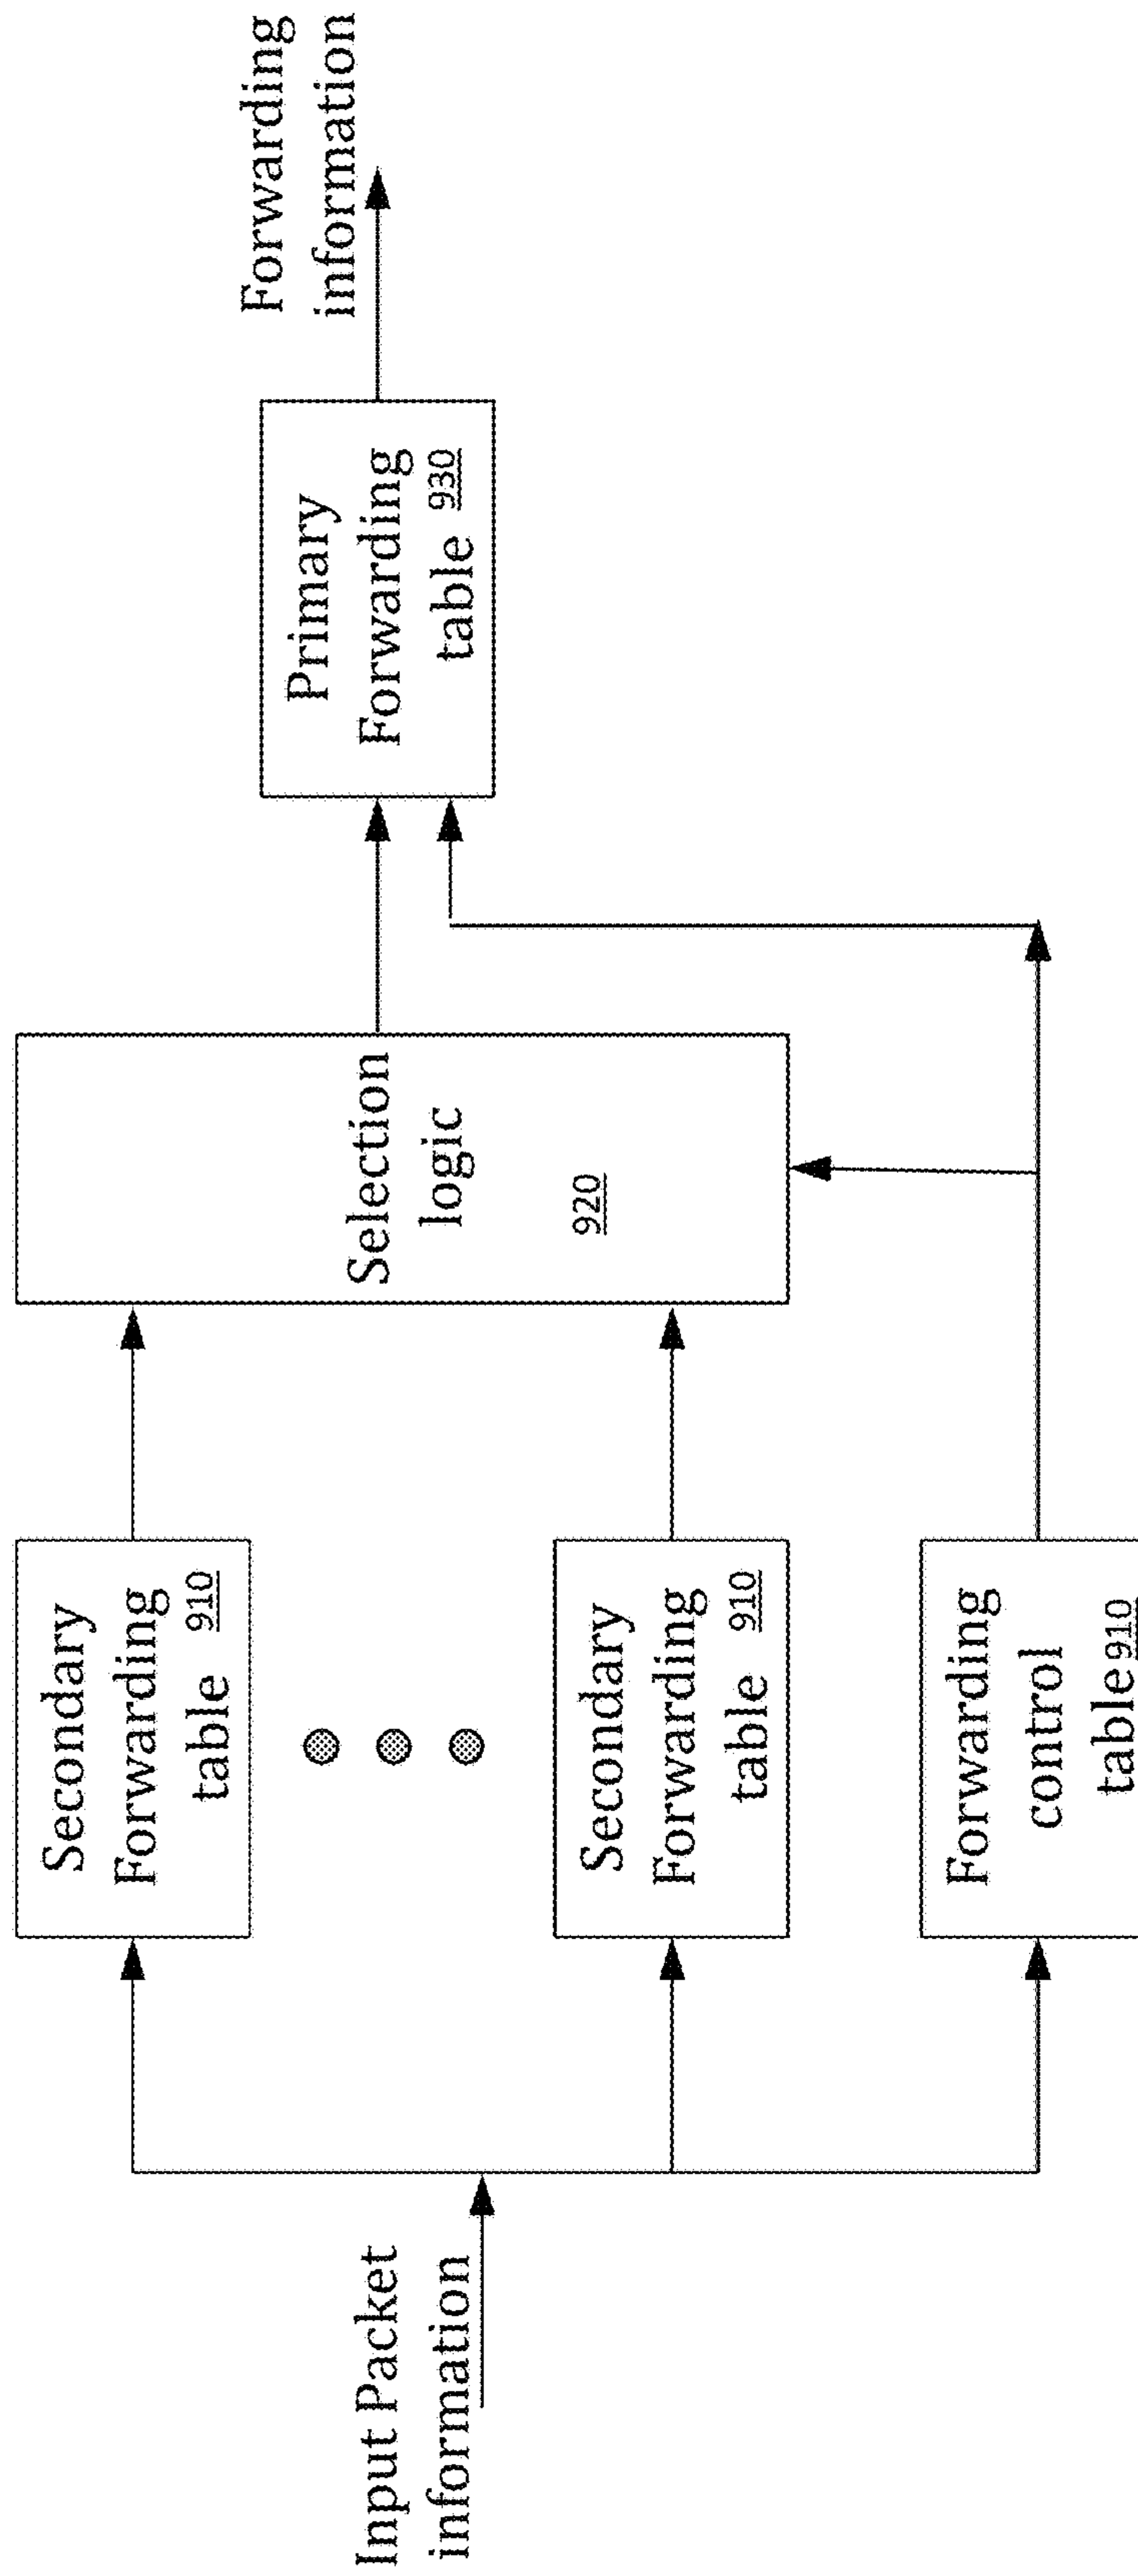 Input Packet
information
Secondary
Forwarding
table 910
Secondary
Forwarding
table 910
Forwarding
control
table 910
Selection
logic
920
Primary
Forwarding
table 930
Forwarding
information